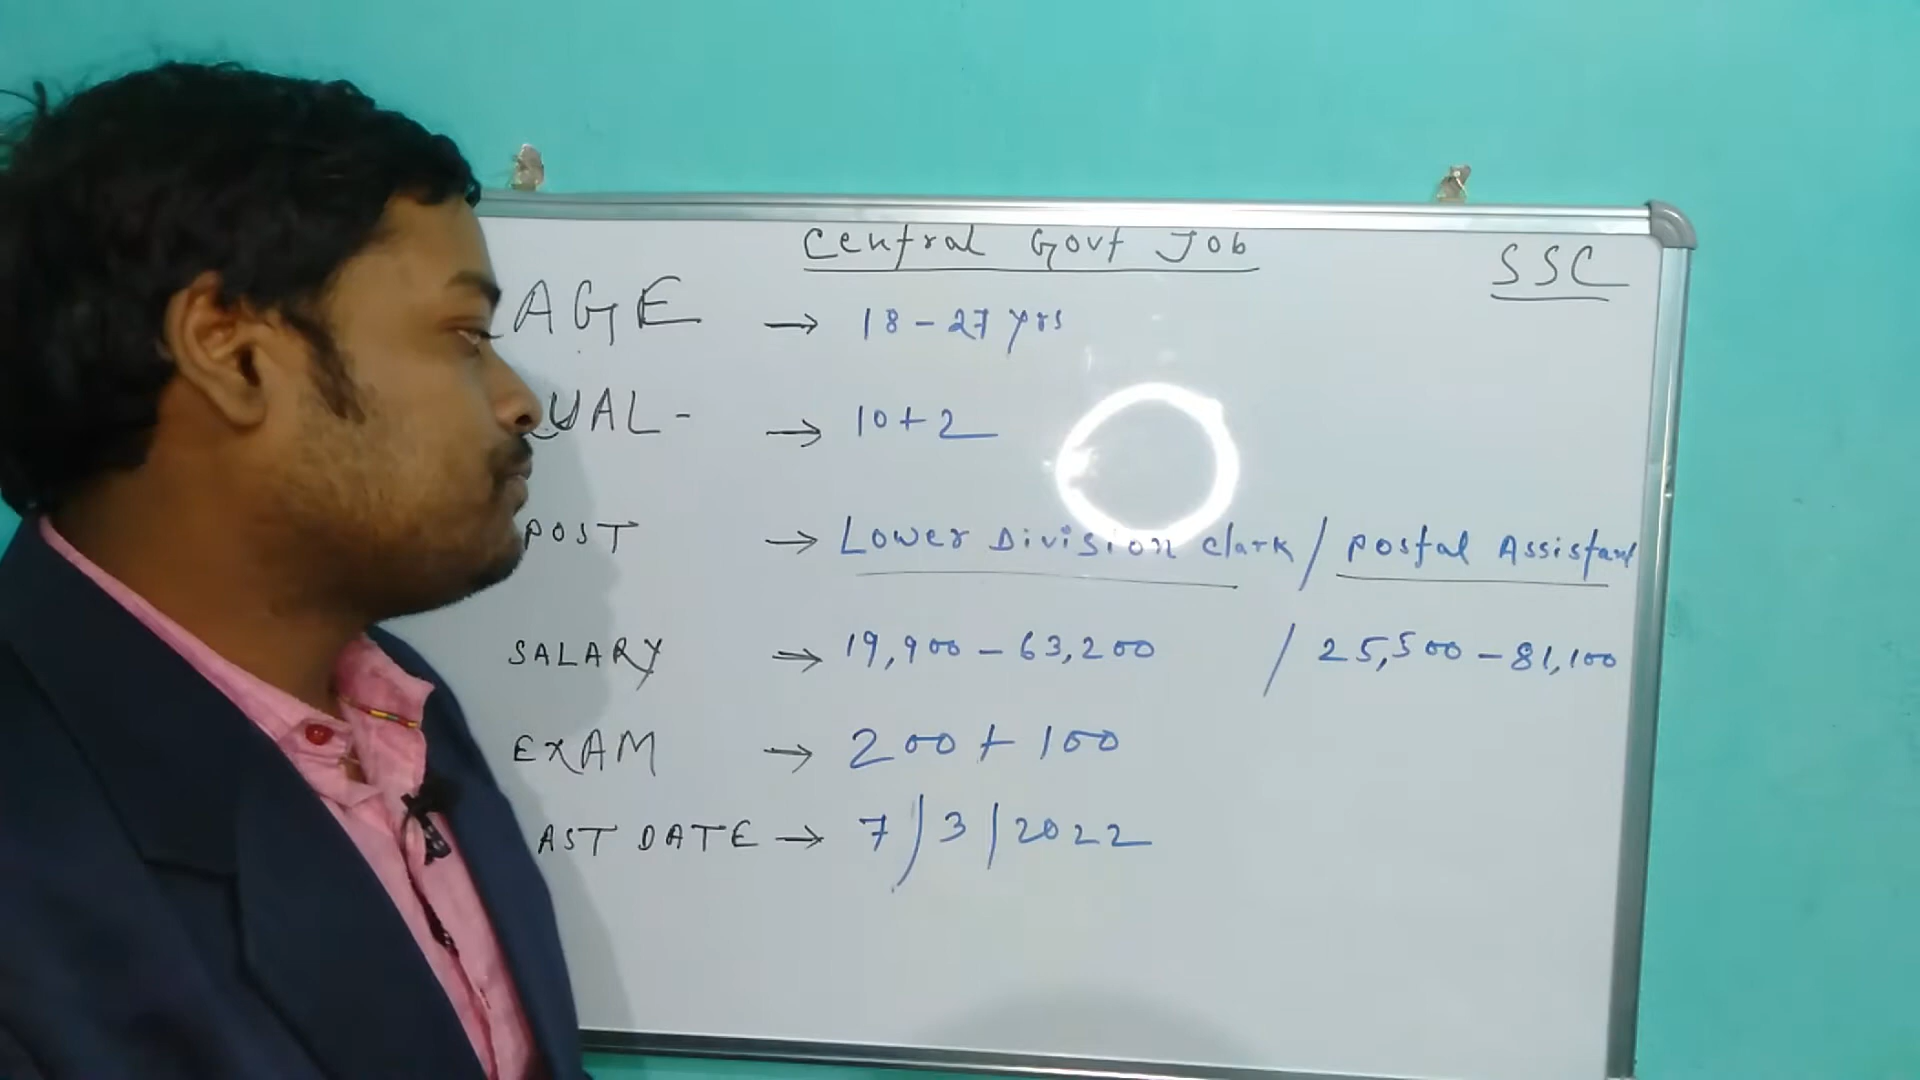 Central Govt Job
SSC
AGE → 18 - 27 yrs
UAL - → 10+2
POST → Lower Division Clark / Postal Assistant
SALARY → 19,900 - 63,200 / 25,500 - 81,100
EXAM → 200 + 100
AST DATE → 7/3/2022